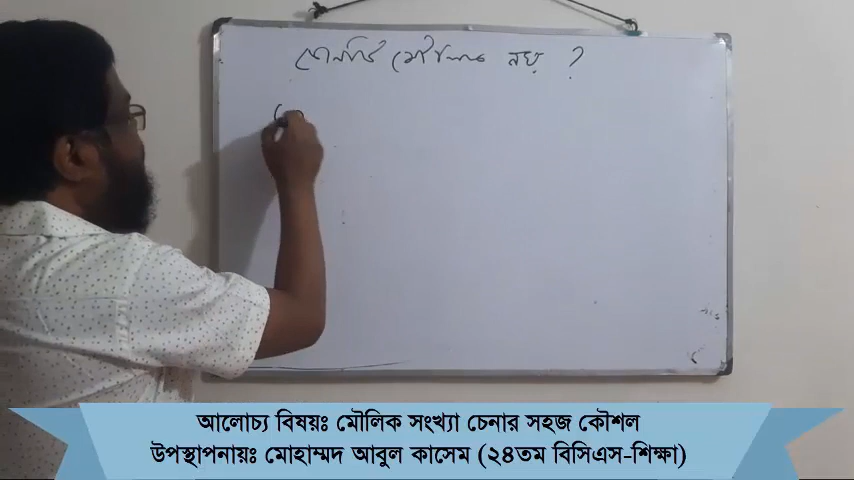 কোনটি মৌলিক নয় ?
আলোচ্য বিষয়ঃ মৌলিক সংখ্যা চেনার সহজ কৌশল
উপস্থাপনায়ঃ মোহাম্মদ আবুল কাসেম (২৪তম বিসিএস-শিক্ষা)